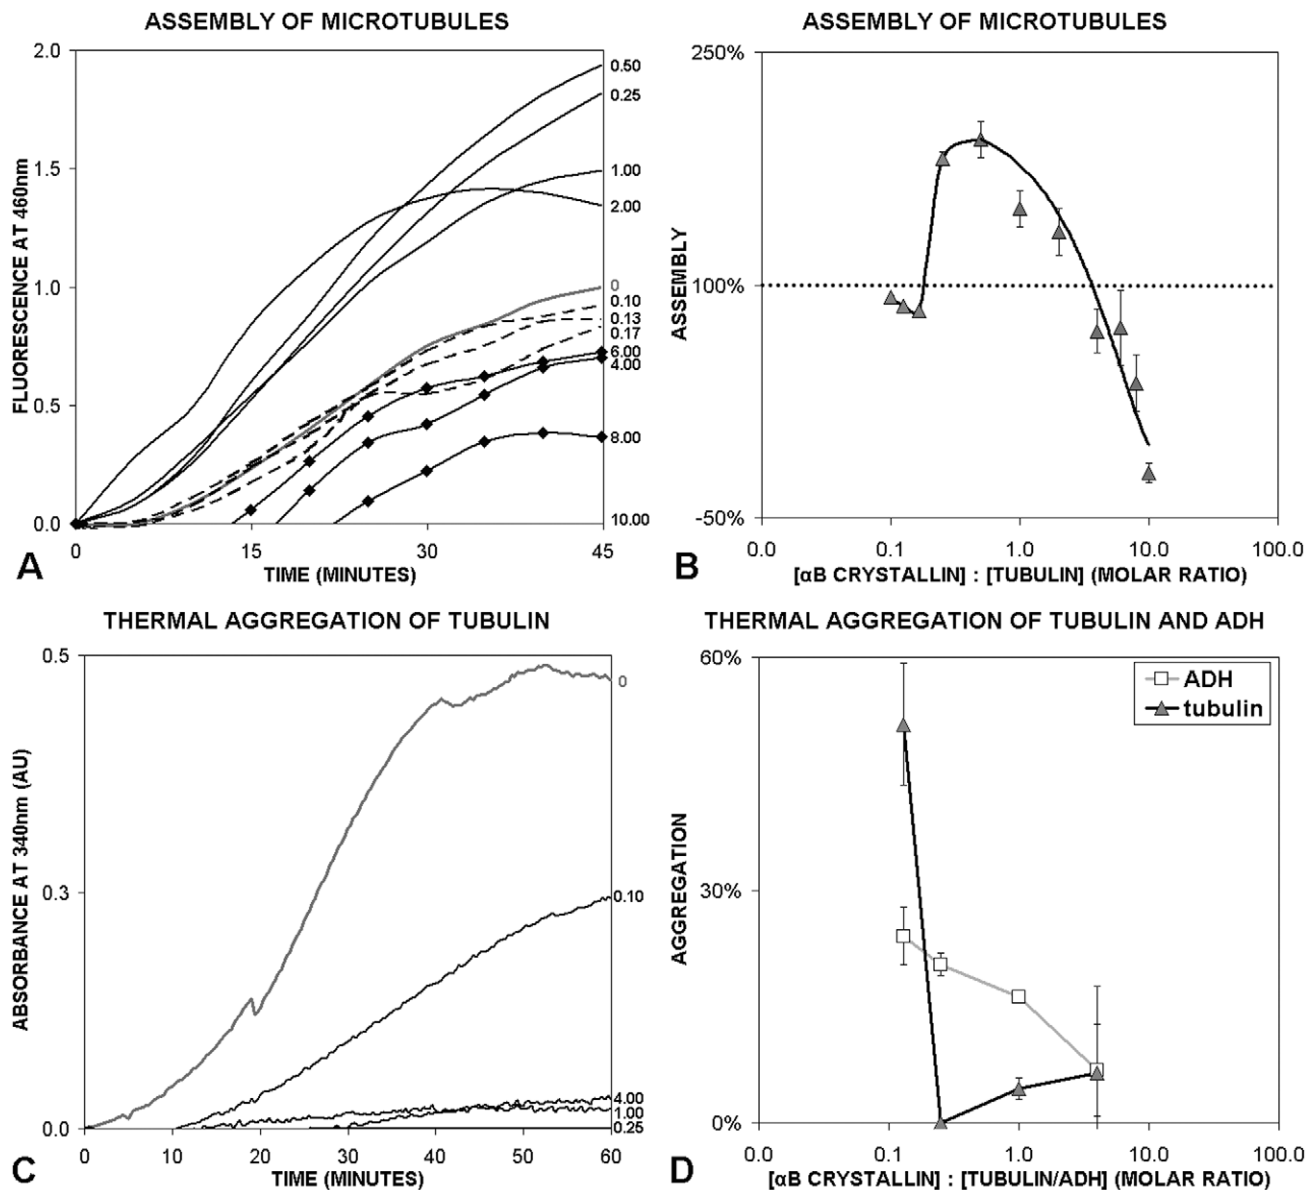 ASSEMBLY OF MICROTUBULES
2.0
1.5
1.0
0.5
0.0
FLUORESCENCE AT 460nm
0.50
0.25
1.00
2.00
0
0.10
0.13
0.17
6.00
4.00
8.00
10.00
0 15 30 45
A TIME (MINUTES)
ASSEMBLY OF MICROTUBULES
250%
100%
-50%
ASSEMBLY
0.0 0.1 1.0 10.0 100.0
B [αB CRYSTALLIN] : [TUBULIN] (MOLAR RATIO)
THERMAL AGGREGATION OF TUBULIN
0.5
0.3
0.0
ABSORBANCE AT 340nm (AU)
0
0.10
4.00
1.00
0.25
0 10 20 30 40 50 60
C TIME (MINUTES)
THERMAL AGGREGATION OF TUBULIN AND ADH
60%
30%
0%
AGGREGATION
ADH
tubulin
0.0 0.1 1.0 10.0 100.0
D [αB CRYSTALLIN] : [TUBULIN/ADH] (MOLAR RATIO)